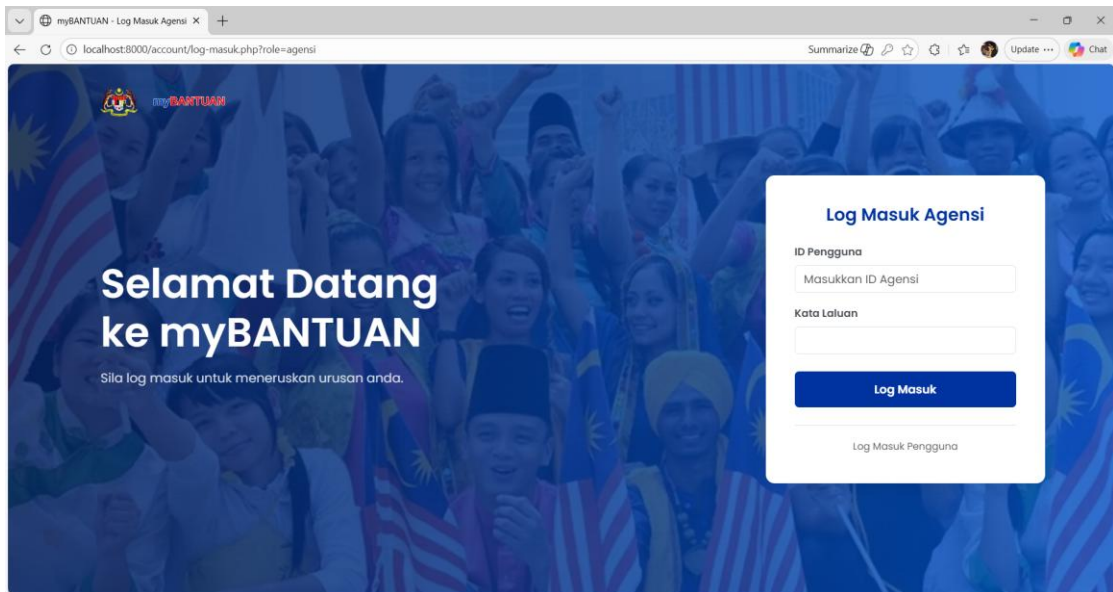 myBANTUAN - Log Masuk Agensi
localhost:8000/account/log-masuk.php?role=agensi
Summarize
Update
Chat
myBANTUAN
Selamat Datang
ke myBANTUAN
Sila log masuk untuk meneruskan urusan anda.
Log Masuk Agensi
ID Pengguna
Masukkan ID Agensi
Kata Laluan
Log Masuk
Log Masuk Pengguna